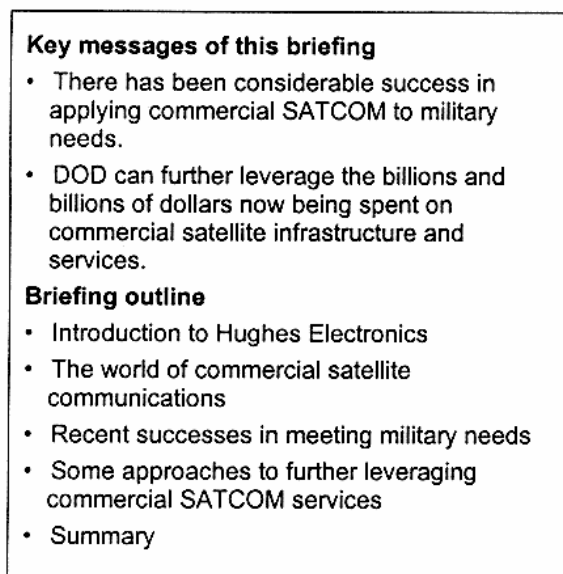 Key messages of this briefing
• There has been considerable success in
applying commercial SATCOM to military
needs.
• DOD can further leverage the billions and
billions of dollars now being spent on
commercial satellite infrastructure and
services.
Briefing outline
• Introduction to Hughes Electronics
• The world of commercial satellite
communications
• Recent successes in meeting military needs
• Some approaches to further leveraging
commercial SATCOM services
• Summary